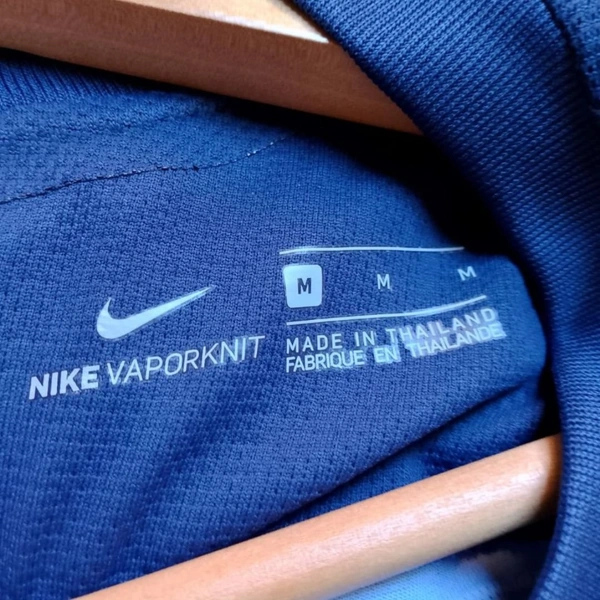 M M M
NIKE VAPORKNIT
MADE IN THAILAND
FABRIQUE EN THAILANDE